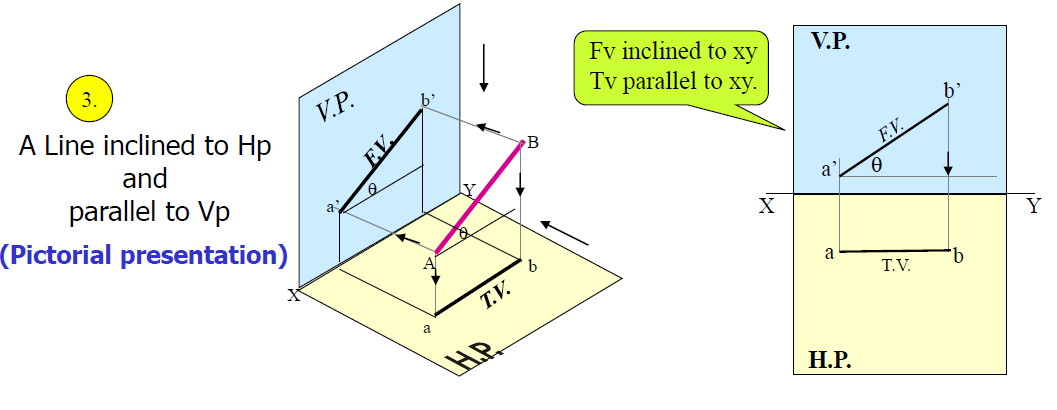 3.
A Line inclined to Hp
and
parallel to Vp
(Pictorial presentation)
V.P.
b’
F.V.
θ
a’
B
Y
θ
A
b
T.V.
a
X
H.P.
Fv inclined to xy
Tv parallel to xy.
V.P.
b’
F.V.
a’
θ
X
Y
a
b
T.V.
H.P.